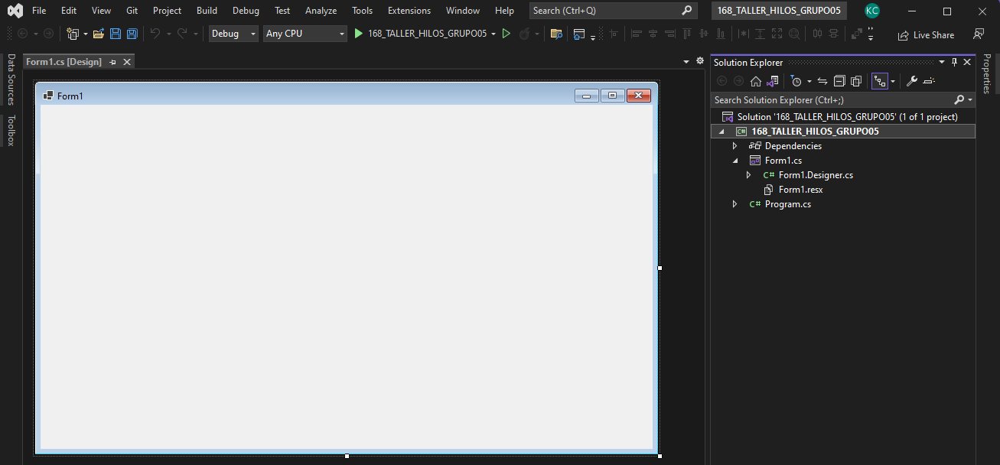 File Edit View Git Project Build Debug Test Analyze Tools Extensions Window Help Search (Ctrl+Q) 168_TALLER_HILOS_GRUPO05 KC
Debug Any CPU 168_TALLER_HILOS_GRUPO05 Live Share
Data Sources
Toolbox
Form1.cs [Design]
Form1
Solution Explorer
Search Solution Explorer (Ctrl+;)
Solution '168_TALLER_HILOS_GRUPO05' (1 of 1 project)
C# 168_TALLER_HILOS_GRUPO05
Dependencies
Form1.cs
C# Form1.Designer.cs
Form1.resx
C# Program.cs
Properties